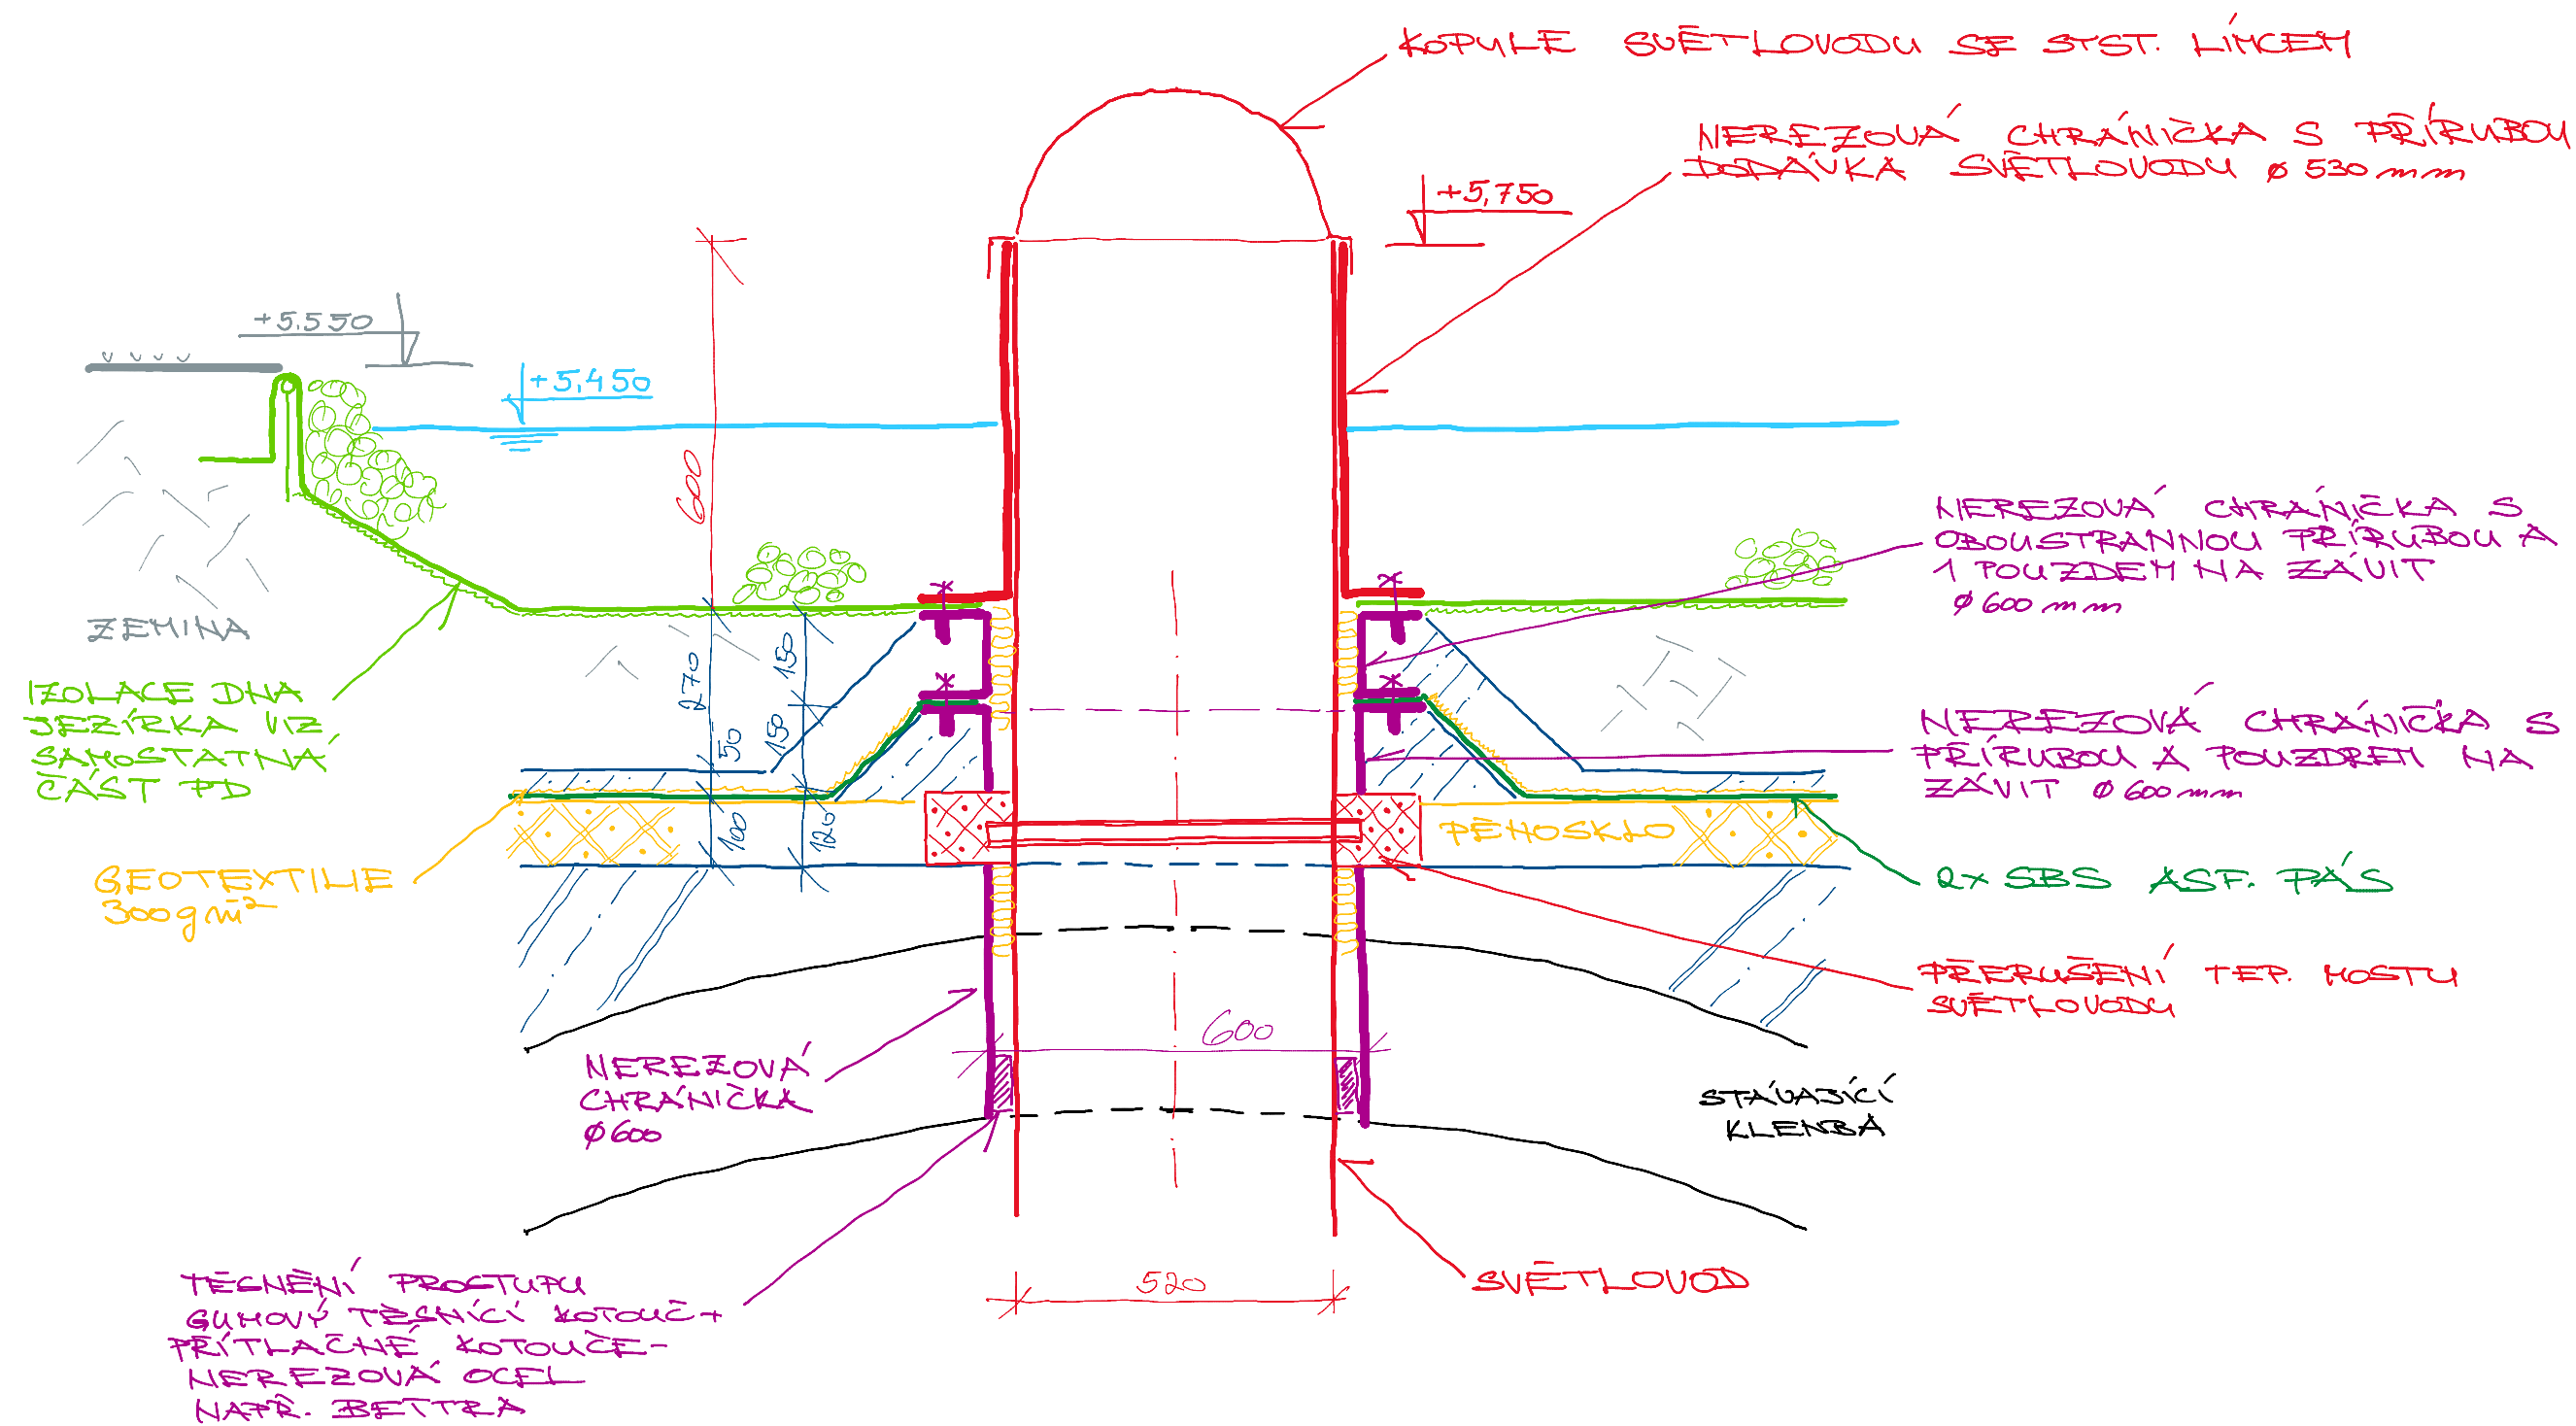 KOPULE SVĚTLOVODU SE SYST. LÍMCEM
NEREZOVÁ CHRÁNIČKA S PŘÍRUBOU
DODÁVKA SVĚTLOVODU ø 530 mm
+5,750
+5.550
+5,450
600
NEREZOVÁ CHRÁNIČKA S
OBOUSTRANNOU PŘÍRUBOU A
1 POUZDEM NA ZÁVIT
ø 600 mm
ZEMINA
IZOLACE DNA
JEZÍRKA VIZ
SAMOSTATNÁ
ČÁST PD
270
150
50
150
100
120
NEREZOVÁ CHRÁNIČKA S
PŘÍRUBOU A POUZDREM NA
ZÁVIT ø 600 mm
PĚNOSKLO
GEOTEXTILIE
300 g m²
2x SBS ASF. PÁS
PŘERUŠENÍ TEP. MOSTU
SVĚTLOVODU
600
NEREZOVÁ
CHRÁNIČKA
ø 600
STÁVAJÍCÍ
KLENBA
520
SVĚTLOVOD
TĚSNĚNÍ PROSTUPU
GUMOVÝ TĚSNÍCÍ KOTOUČ +
PŘÍTLAČNÉ KOTOUČE -
NEREZOVÁ OCEL
NAPŘ. BETTRA